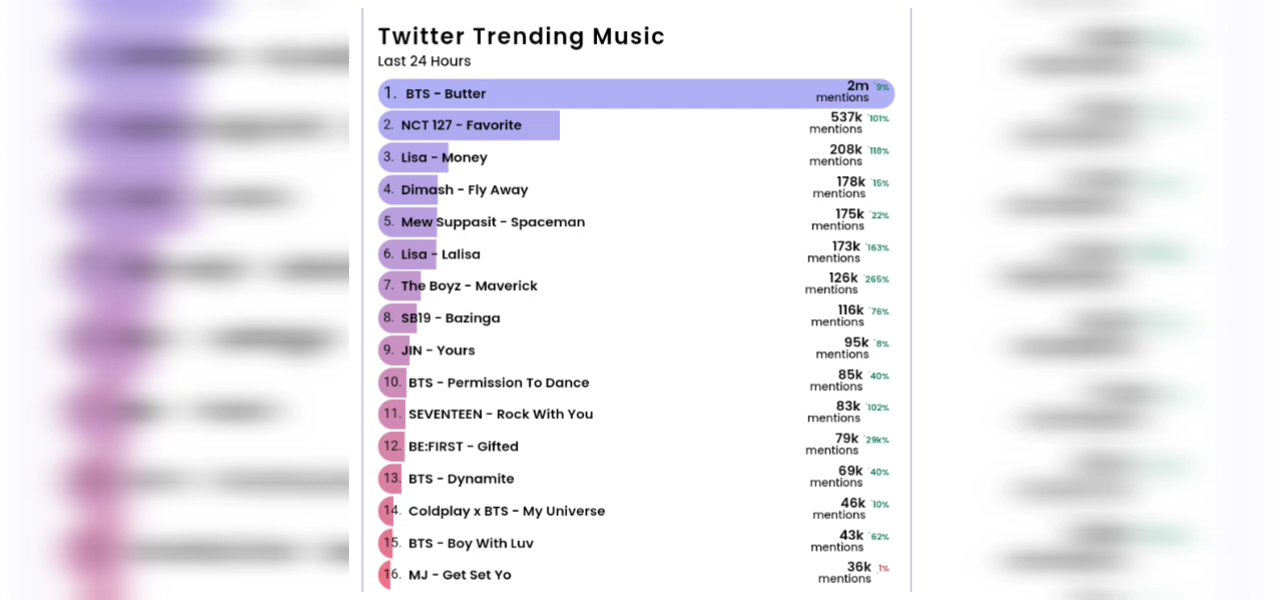 Twitter Trending Music
Last 24 Hours
1. BTS - Butter 2m 9%
mentions
2. NCT 127 - Favorite 537k 101%
mentions
3. Lisa - Money 208k 118%
mentions
4. Dimash - Fly Away 178k 15%
mentions
5. Mew Suppasit - Spaceman 175k 22%
mentions
6. Lisa - Lalisa 173k 163%
mentions
7. The Boyz - Maverick 126k 265%
mentions
8. SB19 - Bazinga 116k 76%
mentions
9. JIN - Yours 95k 8%
mentions
10. BTS - Permission To Dance 85k 40%
mentions
11. SEVENTEEN - Rock With You 83k 102%
mentions
12. BE:FIRST - Gifted 79k 29k%
mentions
13. BTS - Dynamite 69k 40%
mentions
14. Coldplay x BTS - My Universe 46k 10%
mentions
15. BTS - Boy With Luv 43k 62%
mentions
16. MJ - Get Set Yo 36k 1%
mentions